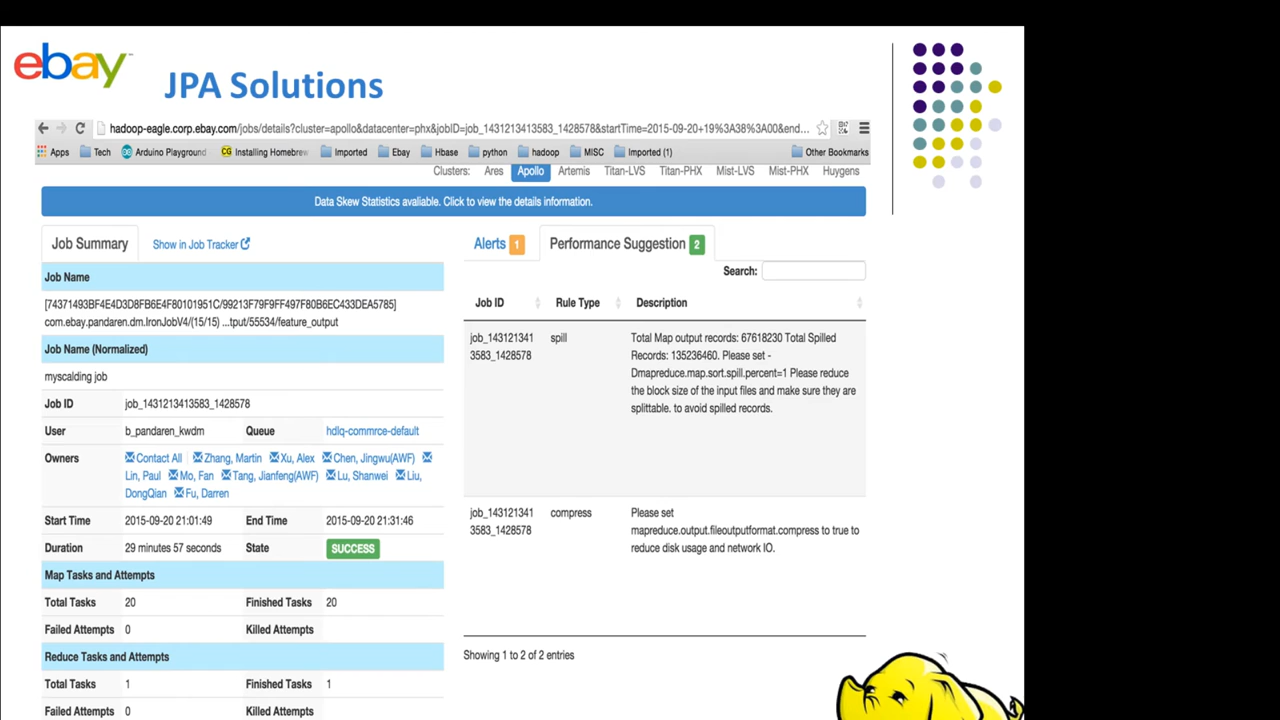 ebay
JPA Solutions
hadoop-eagle.corp.ebay.com/jobs/details?cluster=apollo&datacenter=phx&jobID=job_1431213413583_1428578&startTime=2015-09-20+19%3A38%3A00&end...
Apps Tech Arduino Playground Installing Homebrew Imported Ebay Hbase python hadoop MISC Imported (1) Other Bookmarks
Clusters: Ares Apollo Artemis Titan-LVS Titan-PHX Mist-LVS Mist-PHX Huygens
Data Skew Statistics avaliable. Click to view the details information.
Job Summary Show in Job Tracker
Job Name
[74371493BF4E4D3D8FB6E4F80101951C/99213F79F9FF497F80B6EC433DEA5785]
com.ebay.pandaren.dm.IronJobV4/(15/15) ...tput/55534/feature_output
Job Name (Normalized)
myscalding job
Job ID job_1431213413583_1428578
User b_pandaren_kwdm Queue hdlq-commrce-default
Owners Contact All Zhang, Martin Xu, Alex Chen, Jingwu(AWF)
Lin, Paul Mo, Fan Tang, Jianfeng(AWF) Lu, Shanwei Liu,
DongQian Fu, Darren
Start Time 2015-09-20 21:01:49 End Time 2015-09-20 21:31:46
Duration 29 minutes 57 seconds State SUCCESS
Map Tasks and Attempts
Total Tasks 20 Finished Tasks 20
Failed Attempts 0 Killed Attempts
Reduce Tasks and Attempts
Total Tasks 1 Finished Tasks 1
Failed Attempts 0 Killed Attempts
Alerts 1 Performance Suggestion 2
Search:
Job ID Rule Type Description
job_143121341 spill Total Map output records: 67618230 Total Spilled
3583_1428578 Records: 135236460. Please set -
Dmapreduce.map.sort.spill.percent=1 Please reduce
the block size of the input files and make sure they are
splittable. to avoid spilled records.
job_143121341 compress Please set
3583_1428578 mapreduce.output.fileoutputformat.compress to true to
reduce disk usage and network IO.
Showing 1 to 2 of 2 entries